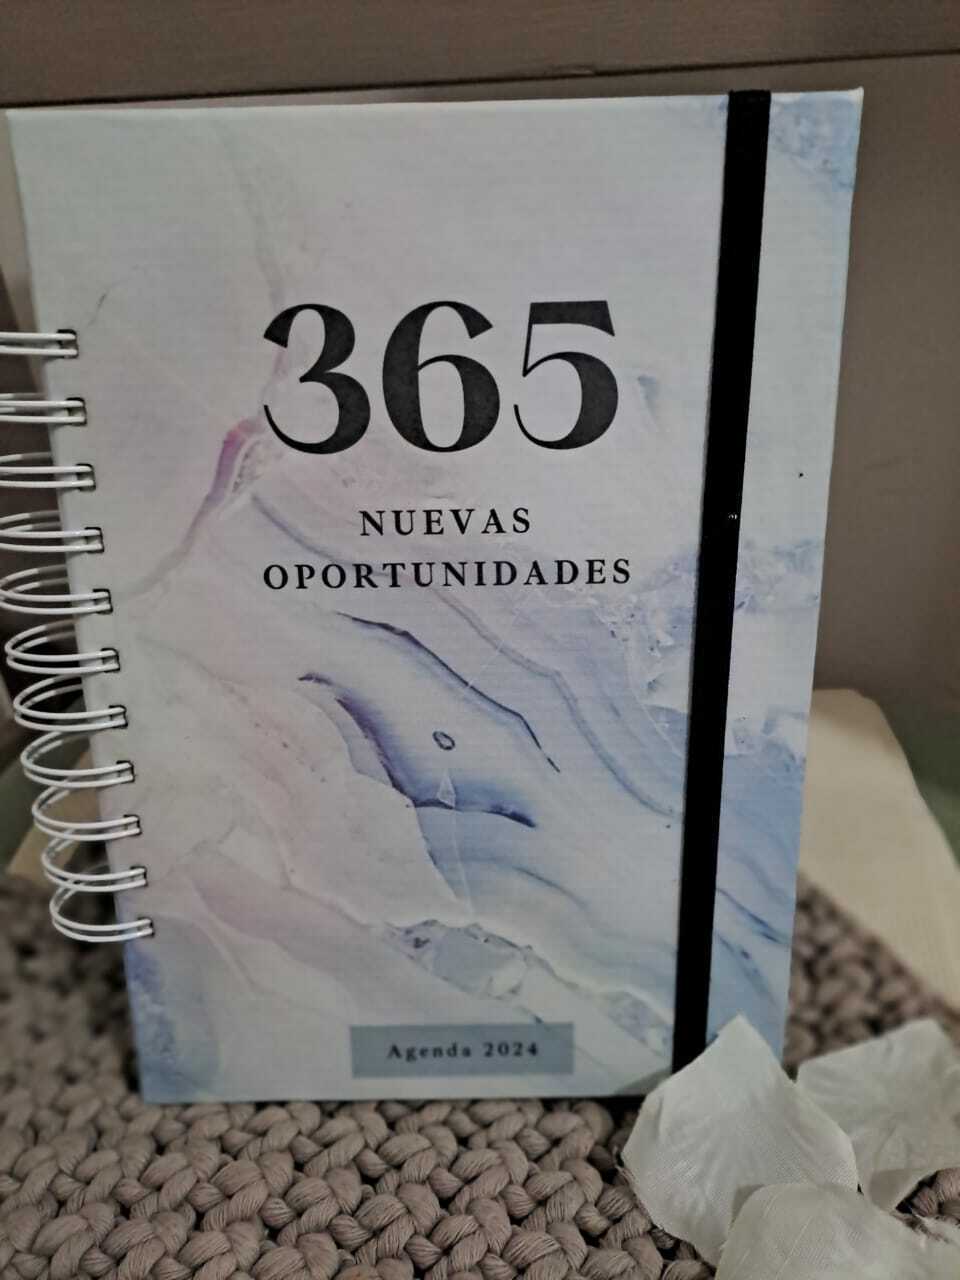 365
NUEVAS
OPORTUNIDADES
Agenda 2024